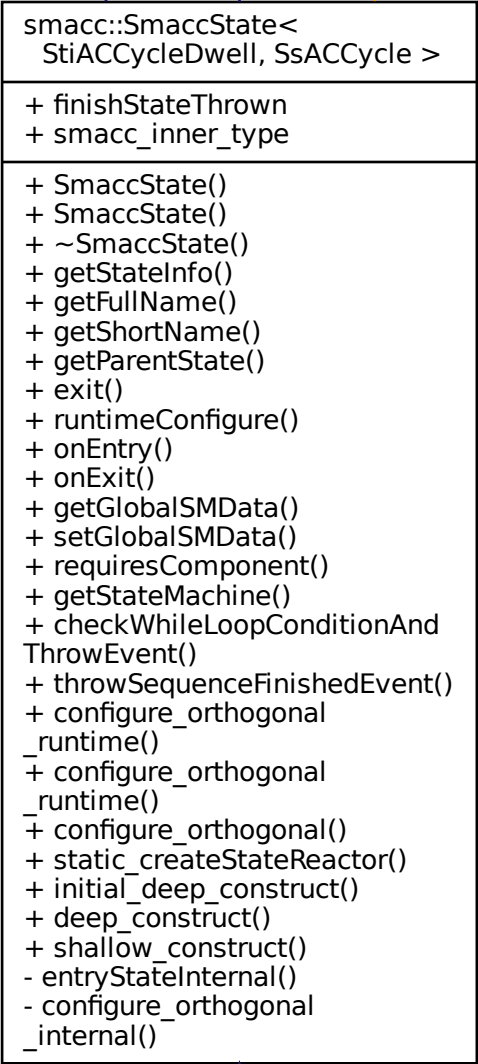 smacc::SmaccState<
StiACCycleDwell, SsACCycle >
+ finishStateThrown
+ smacc_inner_type
+ SmaccState()
+ SmaccState()
+ ~SmaccState()
+ getStateInfo()
+ getFullName()
+ getShortName()
+ getParentState()
+ exit()
+ runtimeConfigure()
+ onEntry()
+ onExit()
+ getGlobalSMData()
+ setGlobalSMData()
+ requiresComponent()
+ getStateMachine()
+ checkWhileLoopConditionAnd
ThrowEvent()
+ throwSequenceFinishedEvent()
+ configure_orthogonal
_runtime()
+ configure_orthogonal
_runtime()
+ configure_orthogonal()
+ static_createStateReactor()
+ initial_deep_construct()
+ deep_construct()
+ shallow_construct()
- entryStateInternal()
- configure_orthogonal
_internal()